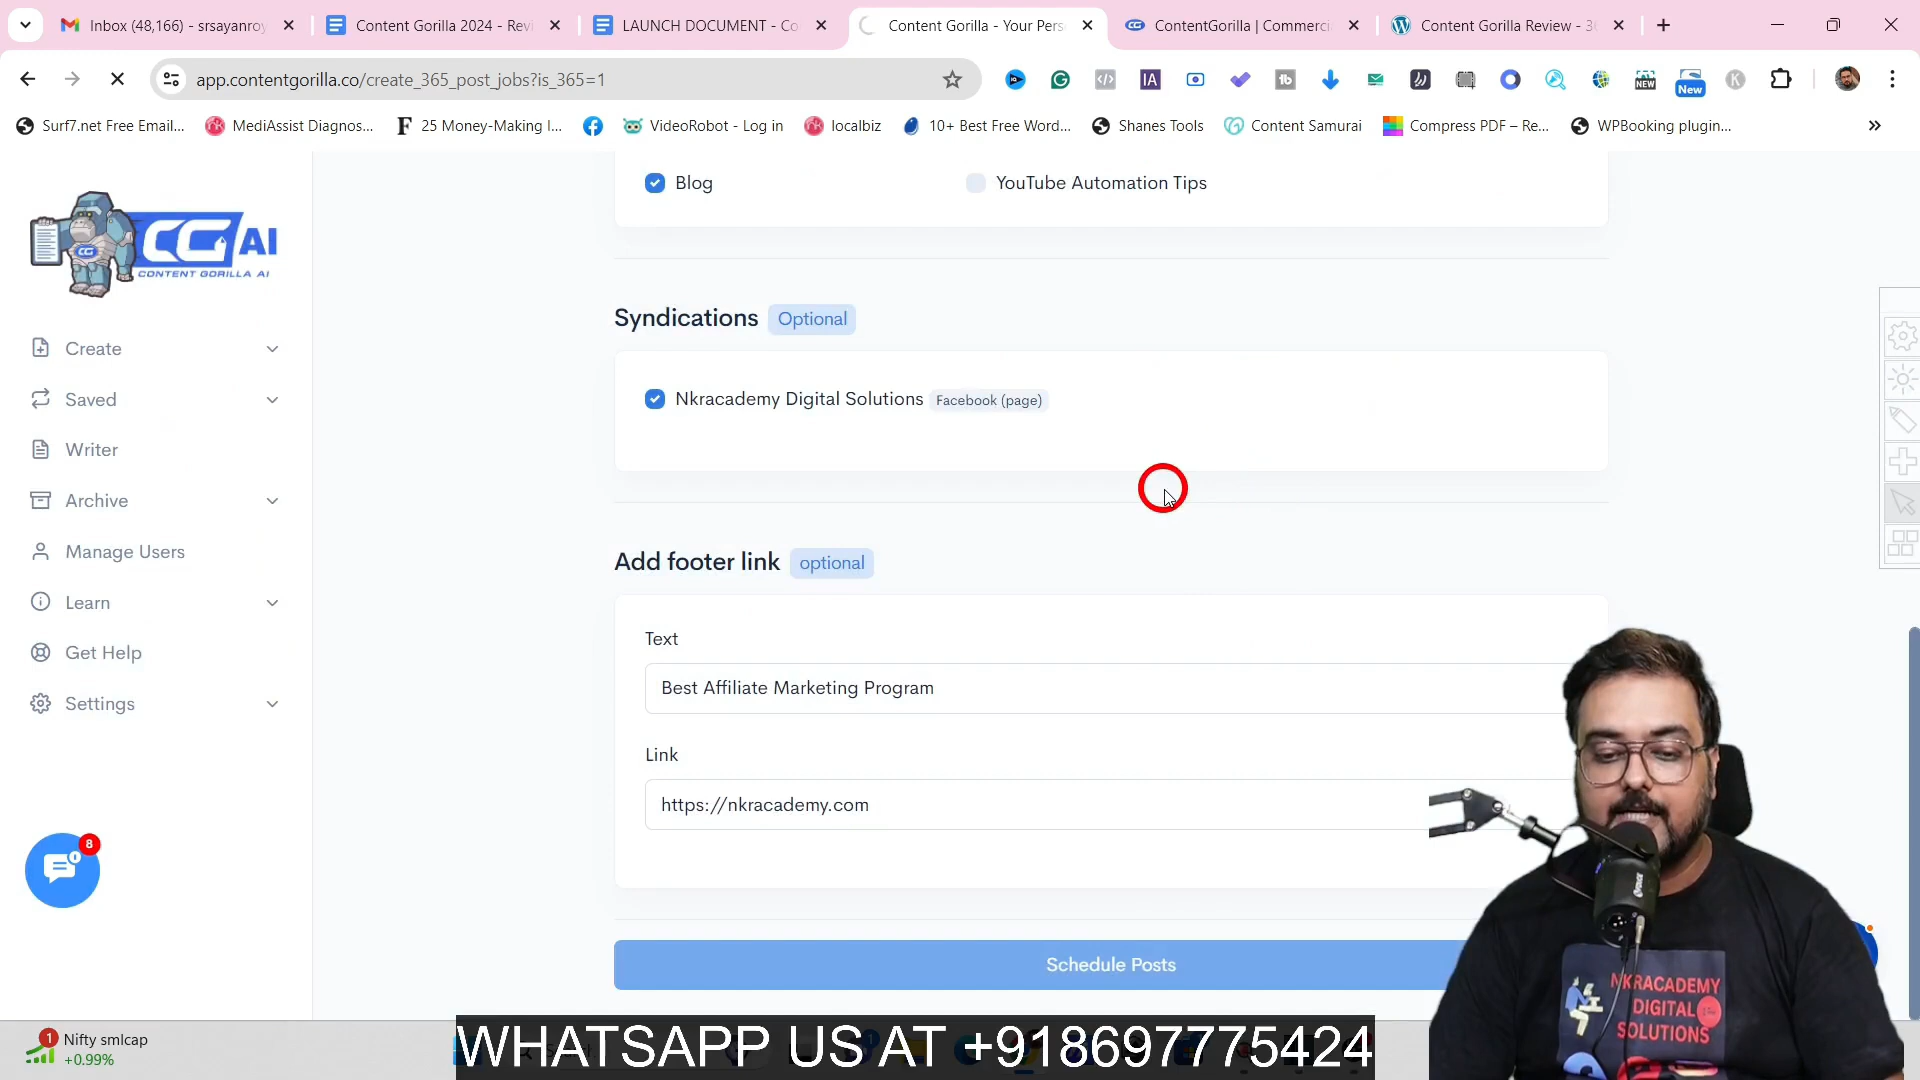 Inbox (48,166) - srsayanroy
Content Gorilla 2024 - Revi
LAUNCH DOCUMENT - Co
Content Gorilla - Your Pers
ContentGorilla | Commerci
Content Gorilla Review - 36
app.contentgorilla.co/create_365_post_jobs?is_365=1
Surf7.net Free Email...
MediAssist Diagnos...
25 Money-Making I...
VideoRobot - Log in
localbiz
10+ Best Free Word...
Shanes Tools
Content Samurai
Compress PDF – Re...
WPBooking plugin...
New
CG AI
CONTENT GORILLA AI
Create
Saved
Writer
Archive
Manage Users
Learn
Get Help
Settings
8
Blog
YouTube Automation Tips
Syndications Optional
Nkracademy Digital Solutions Facebook (page)
Add footer link optional
Text
Best Affiliate Marketing Program
Link
https://nkracademy.com
Schedule Posts
NKRACADEMY
DIGITAL
SOLUTIONS
1
Nifty smlcap
+0.99%
WHATSAPP US AT +918697775424